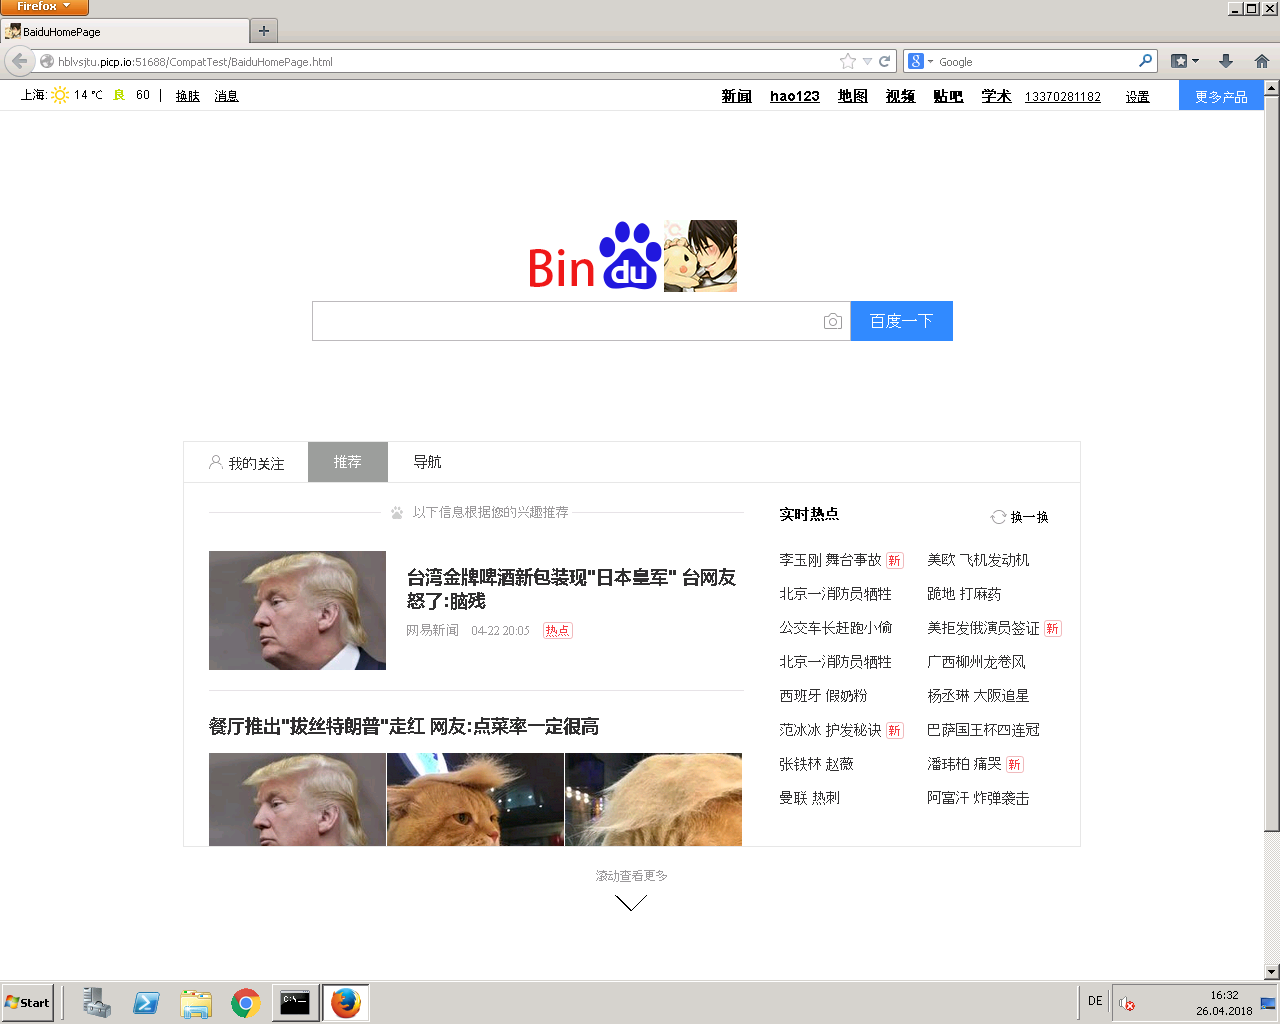 Firefox
BaiduHomePage
hblvsjtu.picp.io:51688/CompatTest/BaiduHomePage.html
Google
上海: 14 ℃ 良 60 | 换肤 消息
新闻 hao123 地图 视频 贴吧 学术 13370281182 设置 更多产品
Bin du
百度一下
我的关注 推荐 导航
以下信息根据您的兴趣推荐
台湾金牌啤酒新包装现"日本皇军" 台网友
怒了:脑残
网易新闻 04-22 20:05 热点
餐厅推出"拔丝特朗普"走红 网友:点菜率一定很高
实时热点 换一换
李玉刚 舞台事故 新 美欧 飞机发动机
北京一消防员牺牲 跪地 打麻药
公交车长赶跑小偷 美拒发俄演员签证 新
北京一消防员牺牲 广西柳州龙卷风
西班牙 假奶粉 杨丞琳 大阪追星
范冰冰 护发秘诀 新 巴萨国王杯四连冠
张铁林 赵薇 潘玮柏 痛哭 新
曼联 热刺 阿富汗 炸弹袭击
滚动查看更多
Start
DE
16:32
26.04.2018